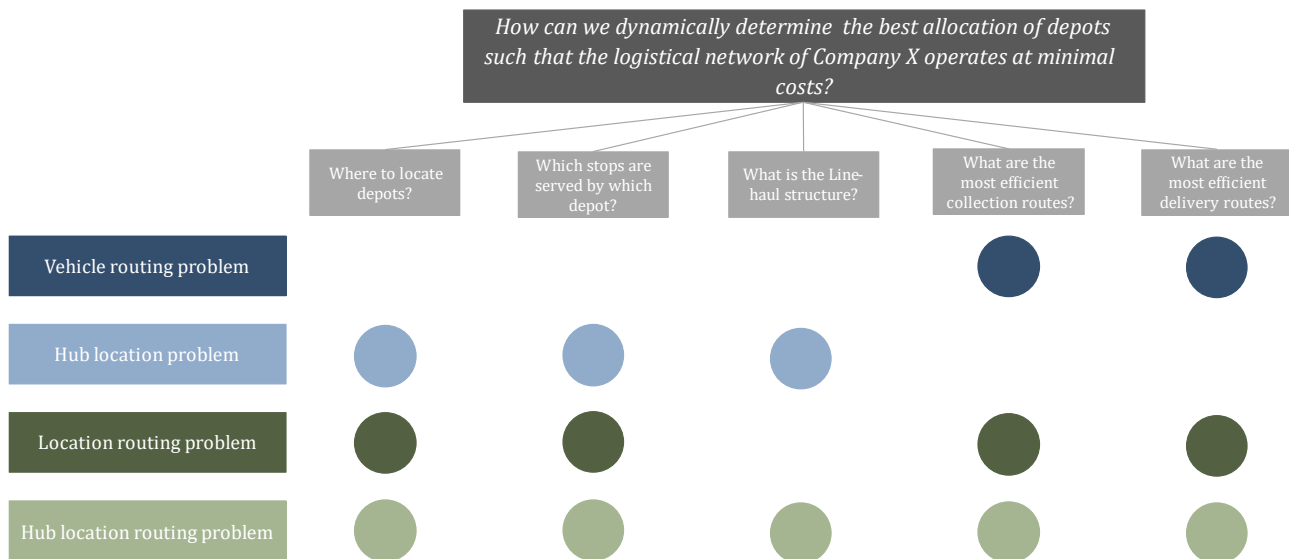 How can we dynamically determine the best allocation of depots
such that the logistical network of Company X operates at minimal
costs?
Where to locate
depots?
Which stops are
served by which
depot?
What is the Line-
haul structure?
What are the
most efficient
collection routes?
What are the
most efficient
delivery routes?
Vehicle routing problem
Hub location problem
Location routing problem
Hub location routing problem